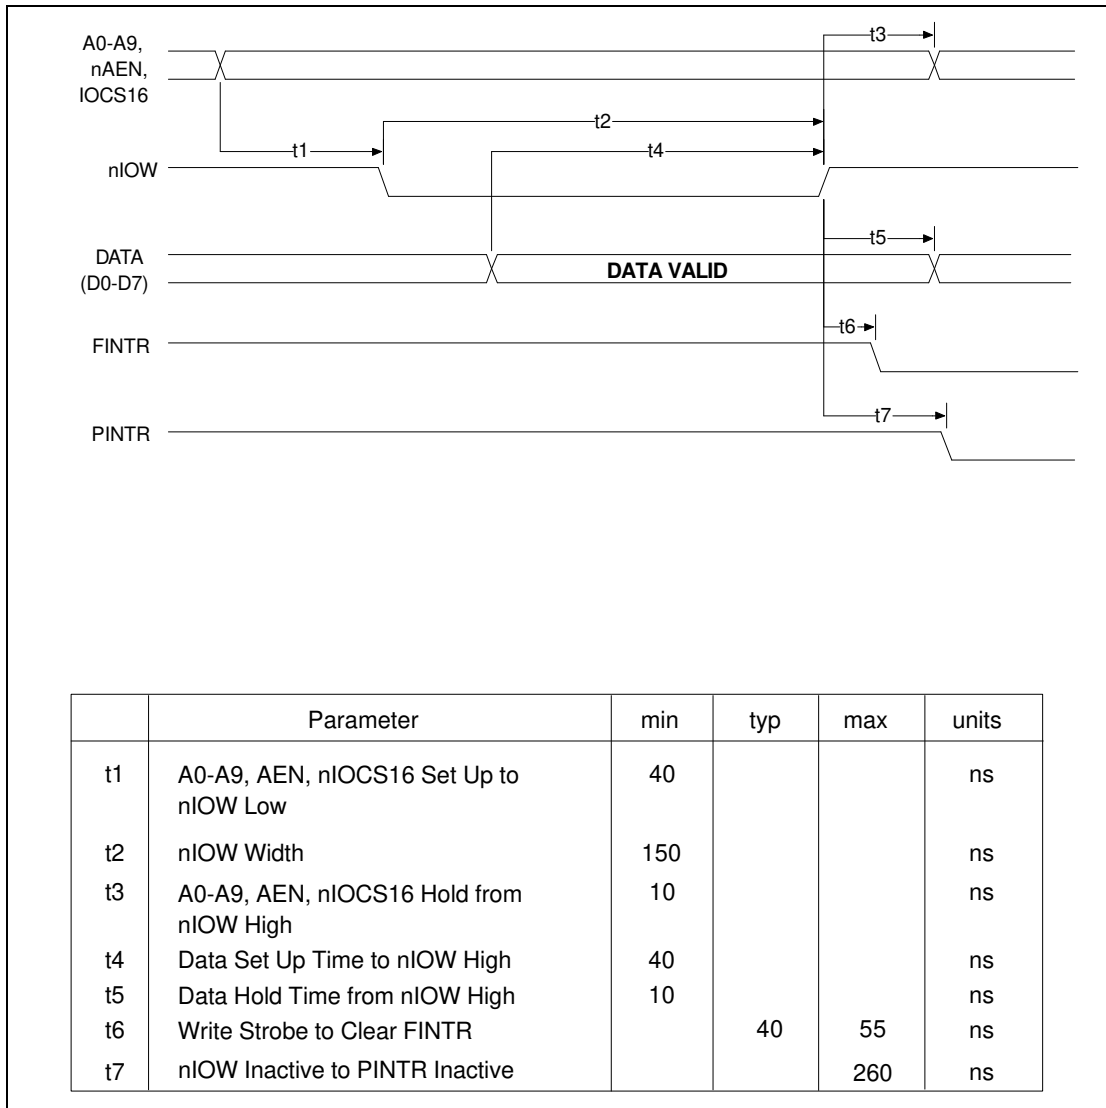 A0-A9,
nAEN,
IOCS16
t3
t2
t1
t4
nIOW
t5
DATA
(D0-D7)
DATA VALID
t6
FINTR
t7
PINTR
Parameter min typ max units
t1 A0-A9, AEN, nIOCS16 Set Up to 40 ns
nIOW Low
t2 nIOW Width 150 ns
t3 A0-A9, AEN, nIOCS16 Hold from 10 ns
nIOW High
t4 Data Set Up Time to nIOW High 40 ns
t5 Data Hold Time from nIOW High 10 ns
t6 Write Strobe to Clear FINTR 40 55 ns
t7 nIOW Inactive to PINTR Inactive 260 ns